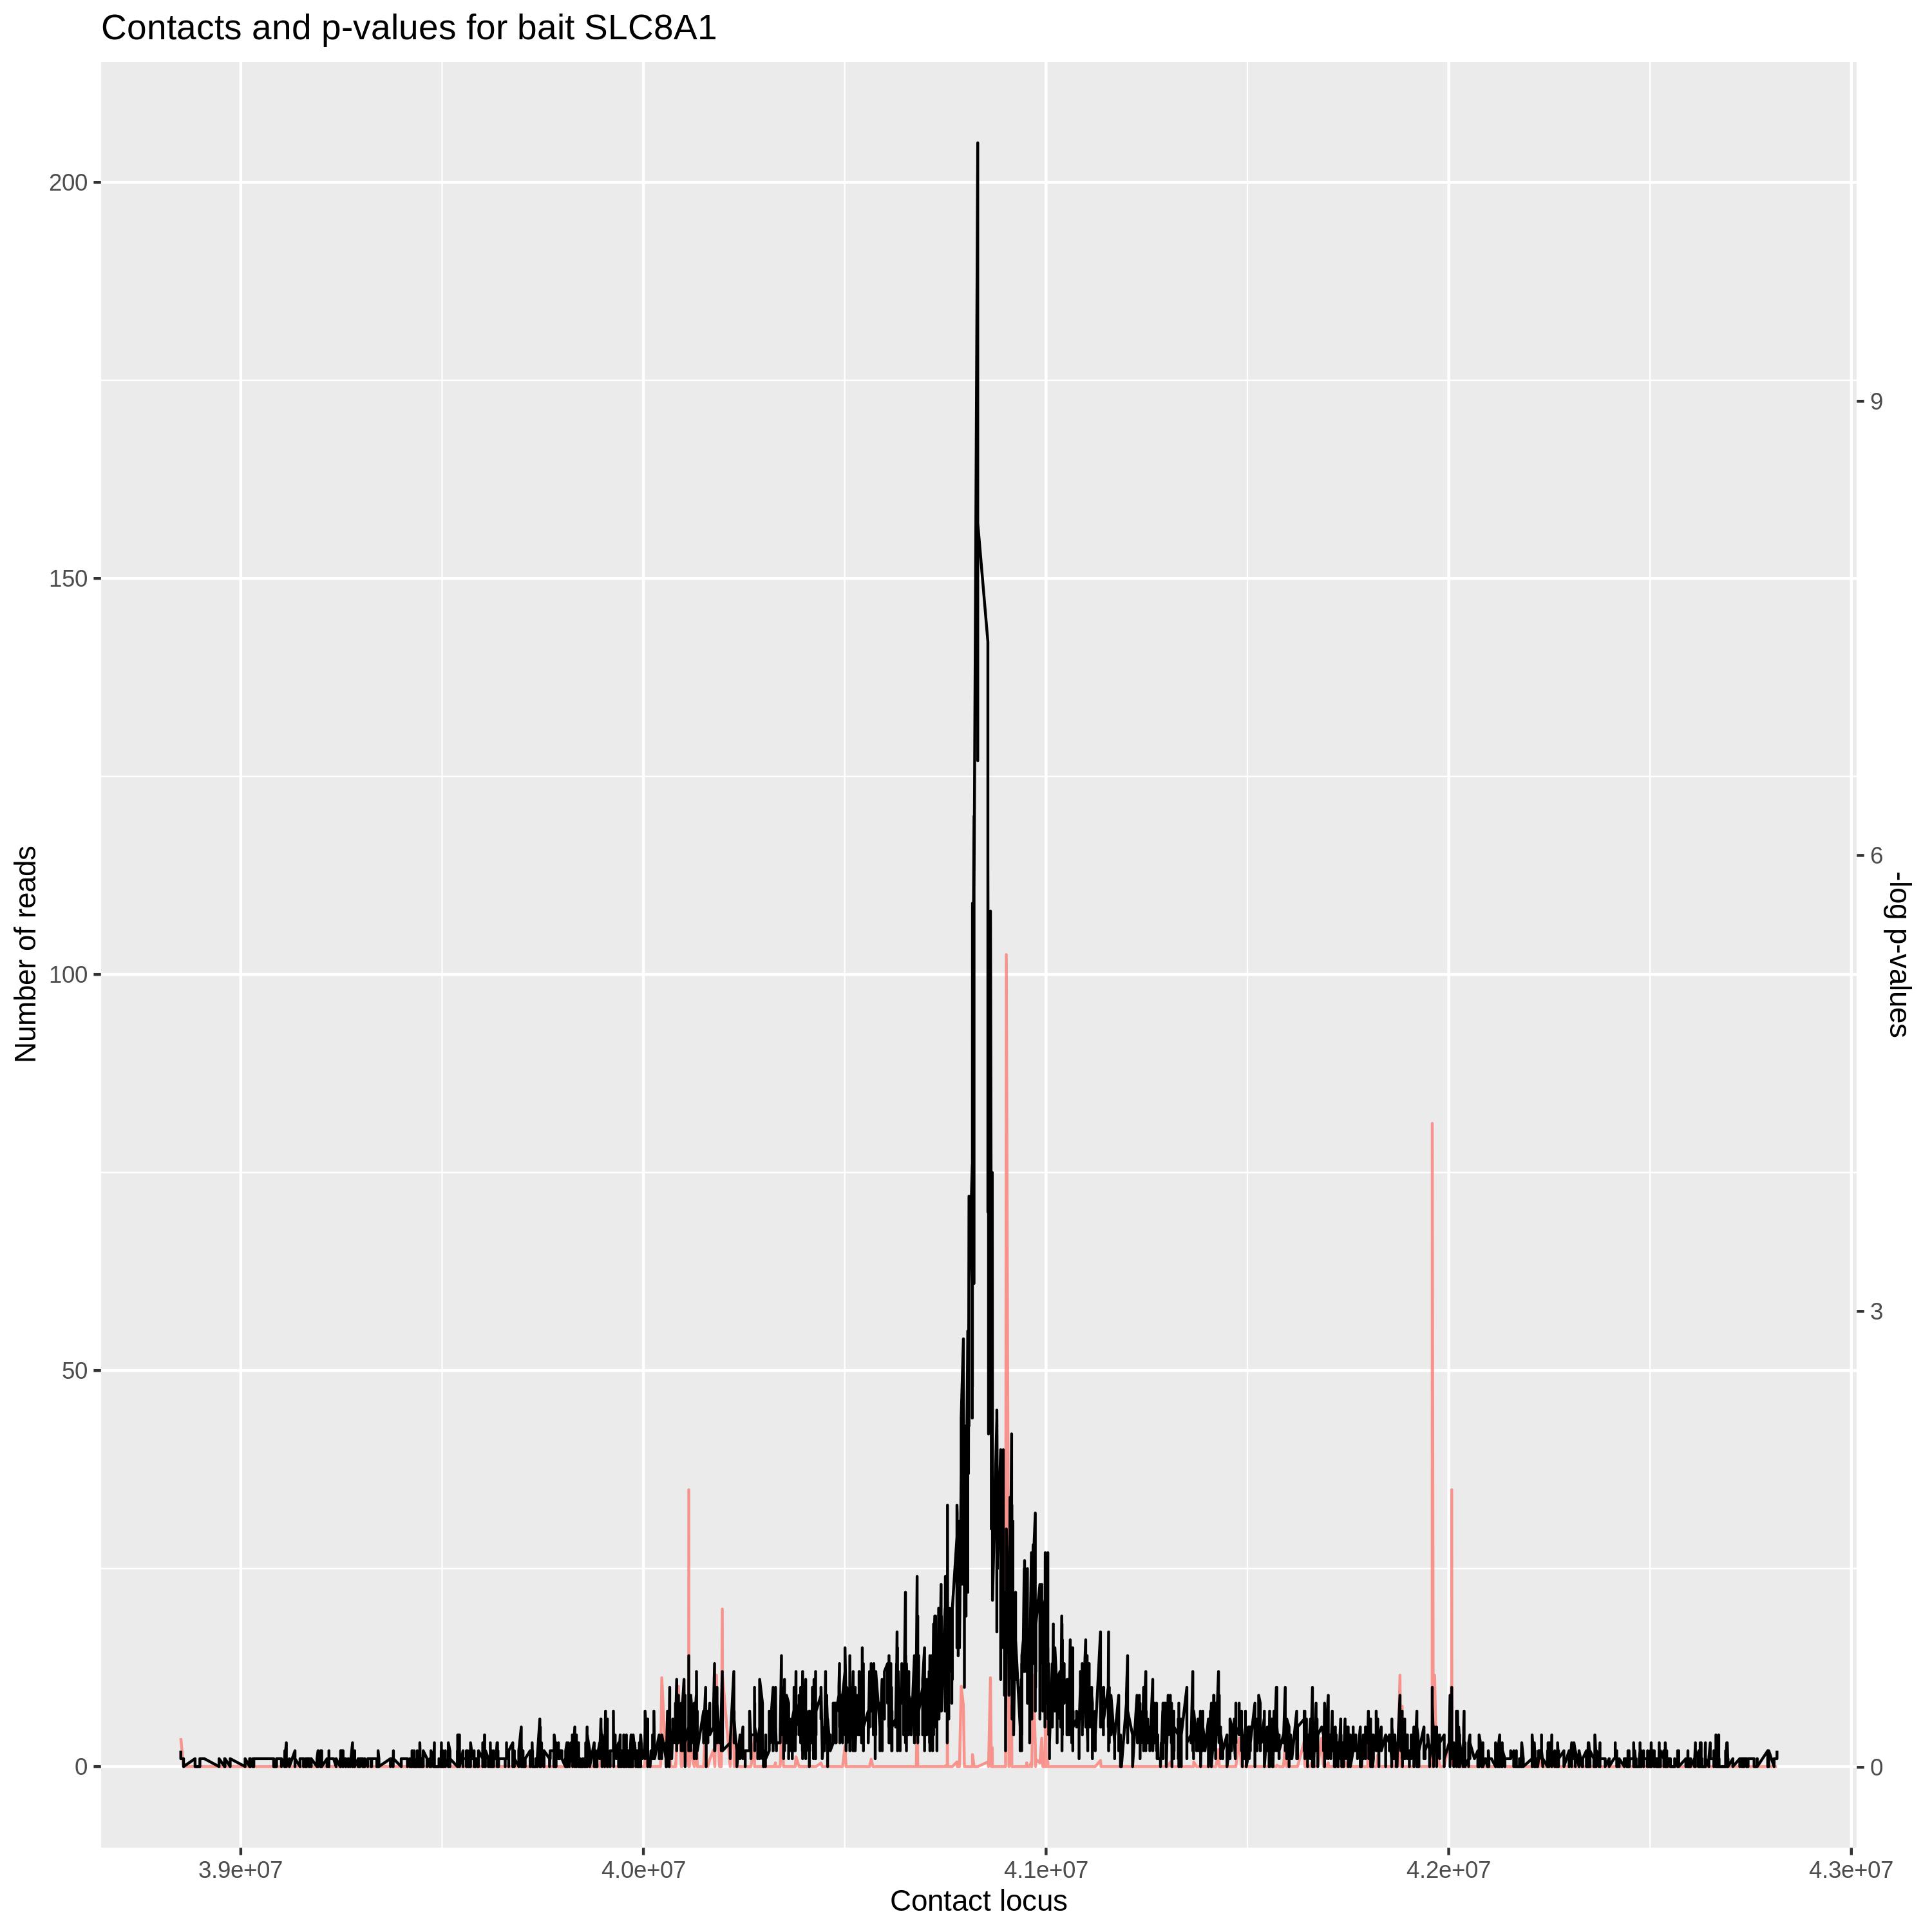 Contacts and p-values for bait SLC8A1
200
150
100
50
0
Number of reads
9
6
3
0
-log p-values
3.9e+07 4.0e+07 4.1e+07 4.2e+07 4.3e+07
Contact locus